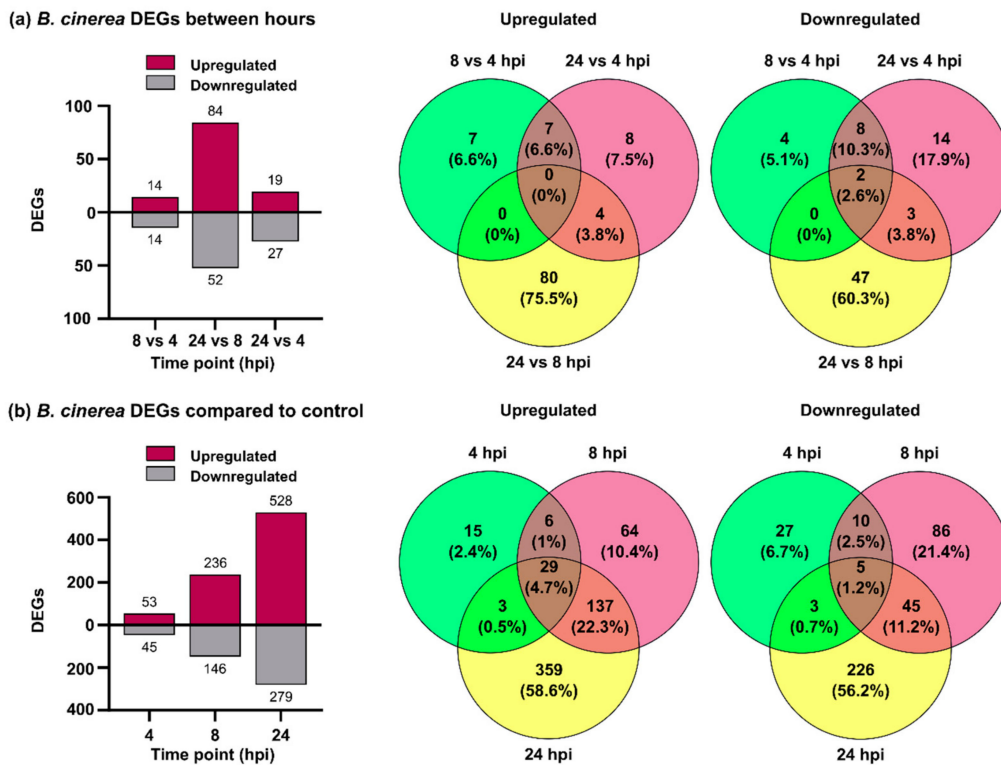 (a) B. cinerea DEGs between hours
Upregulated
Downregulated
100
50
0
50
100
DEGs
84
14
19
14
52
27
8 vs 4
24 vs 8
24 vs 4
Time point (hpi)
Upregulated
8 vs 4 hpi
24 vs 4 hpi
7
(6.6%)
7
(6.6%)
8
(7.5%)
0
(0%)
0
(0%)
4
(3.8%)
80
(75.5%)
24 vs 8 hpi
Downregulated
8 vs 4 hpi
24 vs 4 hpi
4
(5.1%)
8
(10.3%)
14
(17.9%)
2
(2.6%)
0
(0%)
3
(3.8%)
47
(60.3%)
24 vs 8 hpi
(b) B. cinerea DEGs compared to control
Upregulated
Downregulated
600
400
200
0
200
400
DEGs
53
236
528
45
146
279
4
8
24
Time point (hpi)
Upregulated
4 hpi
8 hpi
15
(2.4%)
6
(1%)
64
(10.4%)
29
(4.7%)
3
(0.5%)
137
(22.3%)
359
(58.6%)
24 hpi
Downregulated
4 hpi
8 hpi
27
(6.7%)
10
(2.5%)
86
(21.4%)
5
(1.2%)
3
(0.7%)
45
(11.2%)
226
(56.2%)
24 hpi